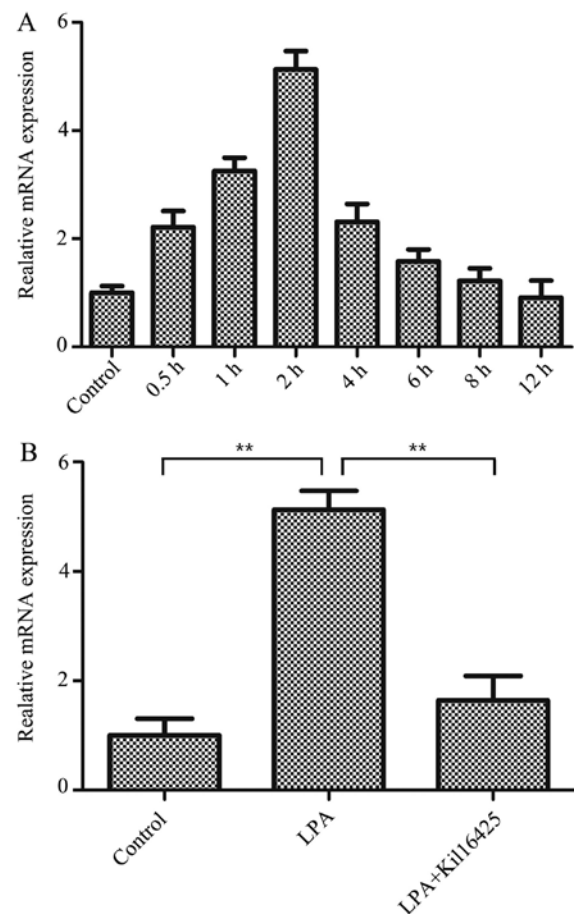 A
Realative mRNA expression
6
4
2
0
Control
0.5 h
1 h
2 h
4 h
6 h
8 h
12 h
B
Realative mRNA expression
** **
6
4
2
0
Control
LPA
LPA+Kil16425